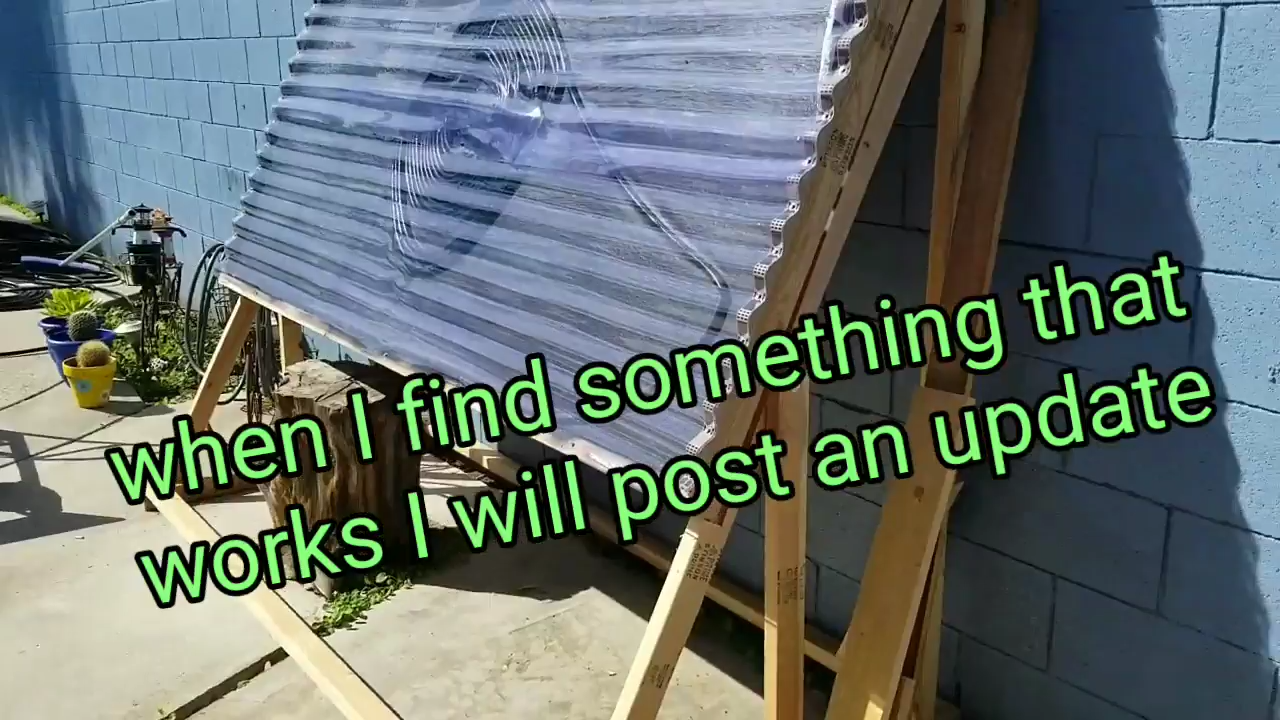 when I find something that
works I will post an update